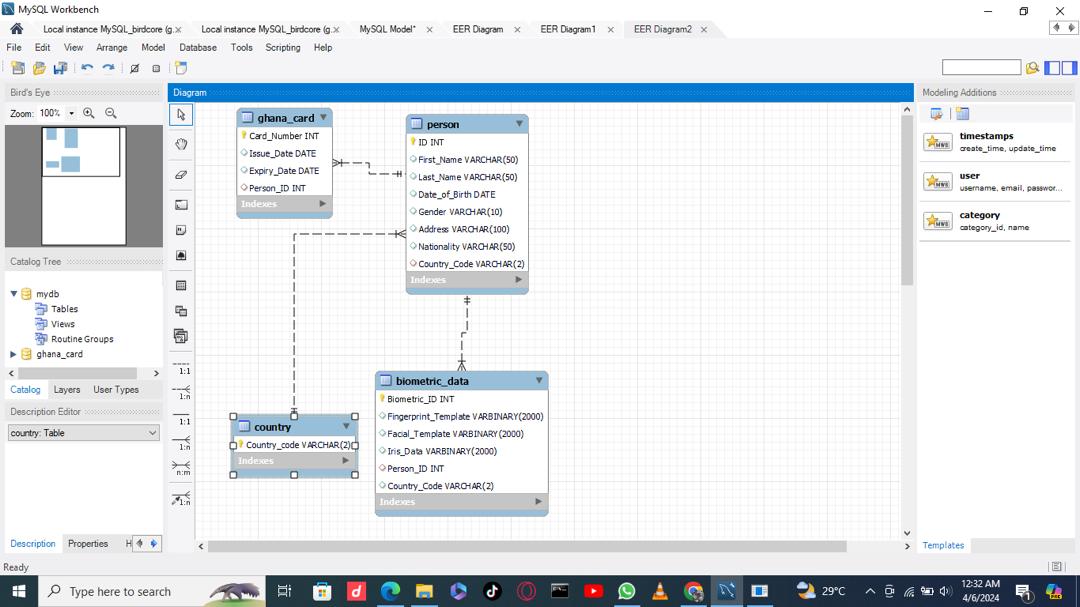 MySQL Workbench
Local instance MySQL_birdcore (g.. Local instance MySQL_birdcore (g.. MySQL Model* EER Diagram EER Diagram1 EER Diagram2
File Edit View Arrange Model Database Tools Scripting Help
Bird's Eye
Zoom: 100%
Catalog Tree
mydb
Tables
Views
Routine Groups
ghana_card
Catalog Layers User Types
Description Editor
country: Table
Description Properties H
1:1
1:n
1:1
1:n
n:m
1:n
Diagram
ghana_card
Card_Number INT
Issue_Date DATE
Expiry_Date DATE
Person_ID INT
Indexes
person
ID INT
First_Name VARCHAR(50)
Last_Name VARCHAR(50)
Date_of_Birth DATE
Gender VARCHAR(10)
Address VARCHAR(100)
Nationality VARCHAR(50)
Country_Code VARCHAR(2)
Indexes
country
Country_code VARCHAR(2)
Indexes
biometric_data
Biometric_ID INT
Fingerprint_Template VARBINARY(2000)
Facial_Template VARBINARY(2000)
Iris_Data VARBINARY(2000)
Person_ID INT
Country_Code VARCHAR(2)
Indexes
Modeling Additions
timestamps
create_time, update_time
user
username, email, passwor...
category
category_id, name
Templates
Ready
Type here to search
29°C
12:32 AM
4/6/2024